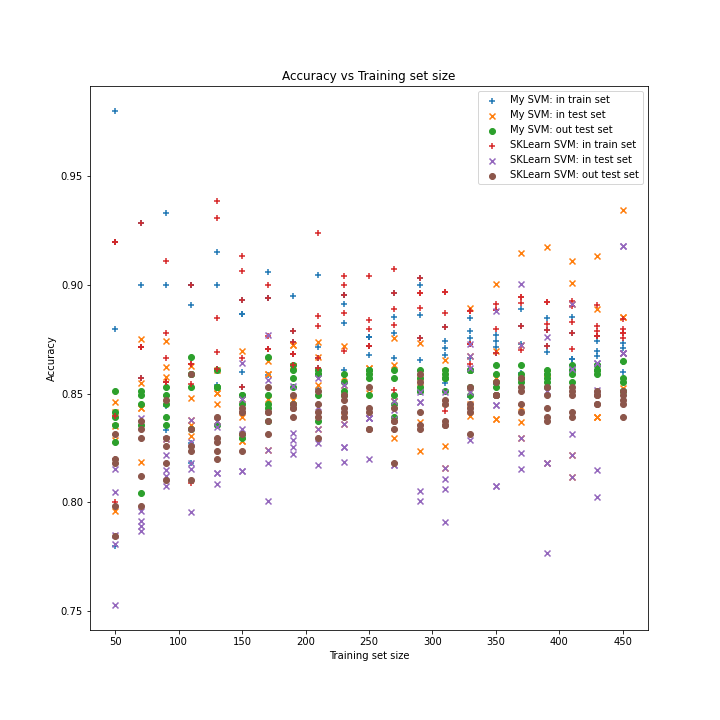 Accuracy vs Training set size
My SVM: in train set
My SVM: in test set
My SVM: out test set
SKLearn SVM: in train set
SKLearn SVM: in test set
SKLearn SVM: out test set
0.95
0.90
0.85
0.80
0.75
Accuracy
50 100 150 200 250 300 350 400 450
Training set size